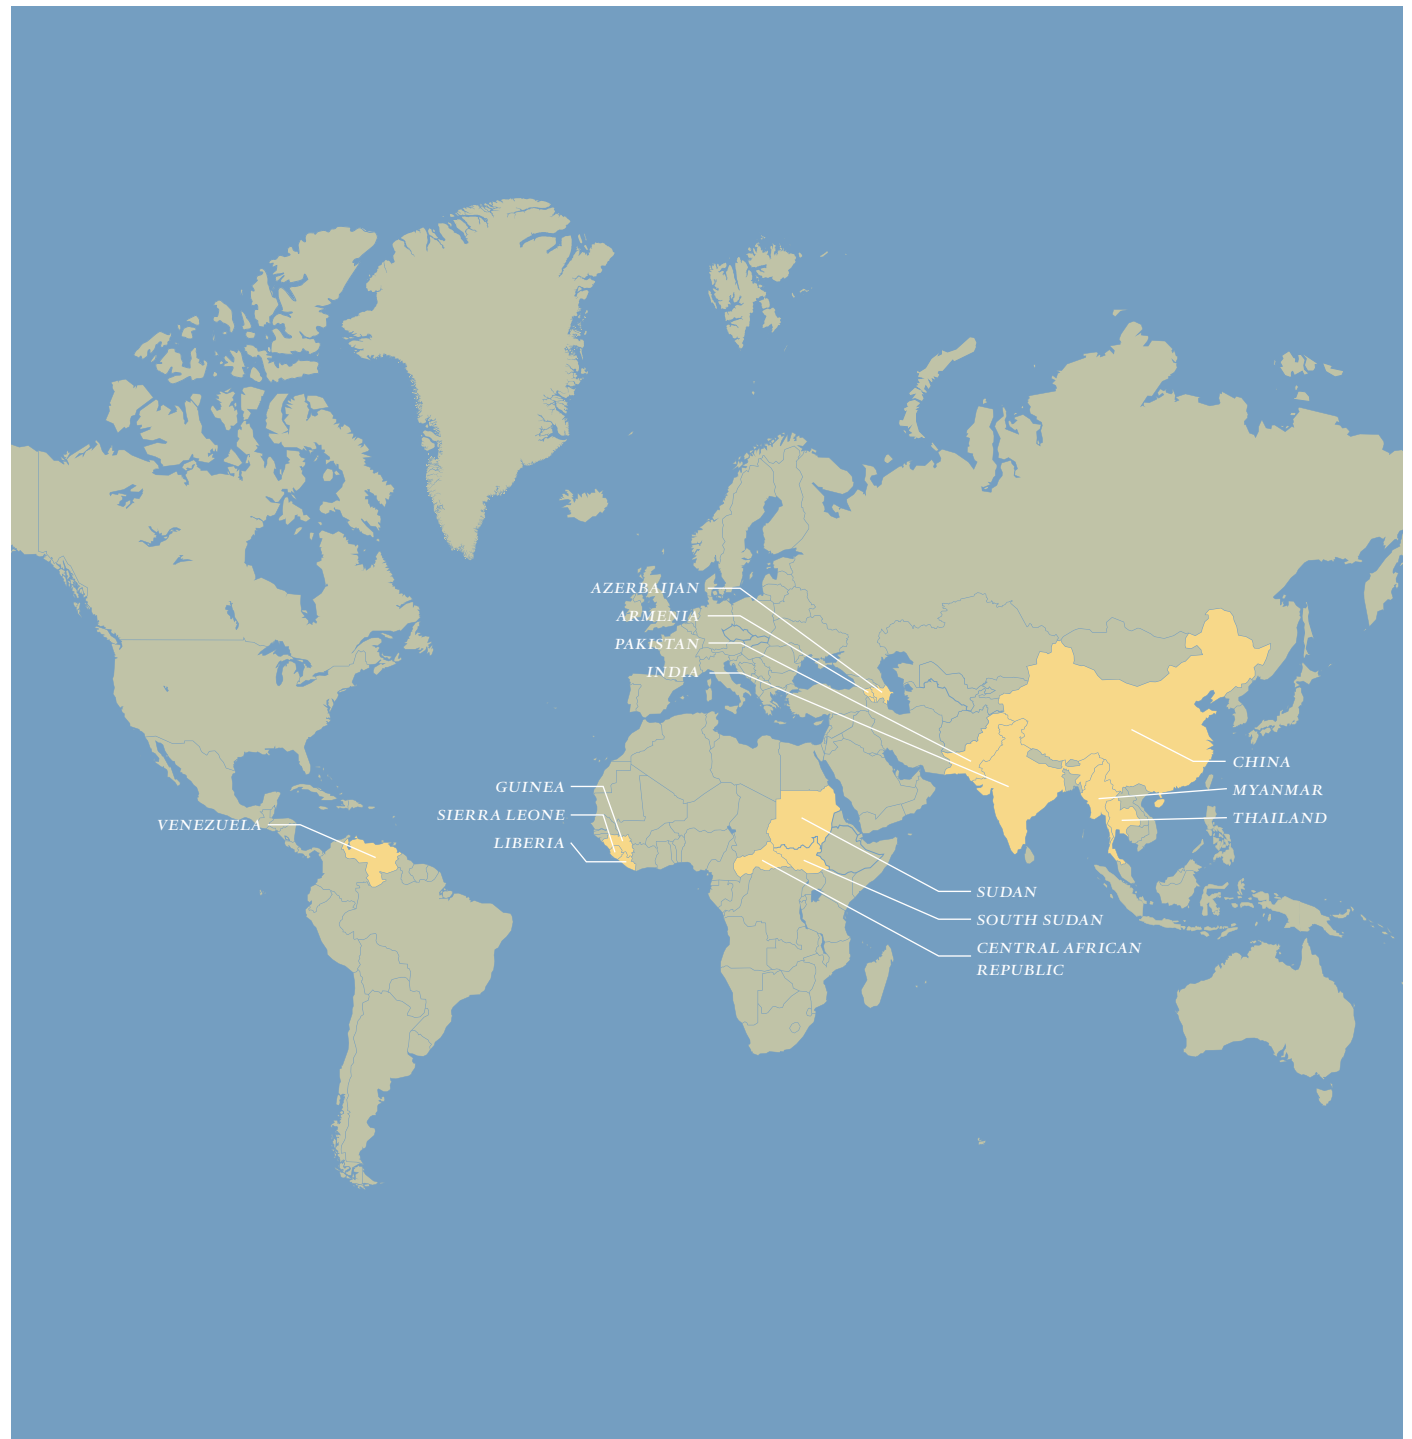 AZERBAIJAN
ARMENIA
PAKISTAN
INDIA
CHINA
GUINEA
MYANMAR
SIERRA LEONE
THAILAND
VENEZUELA
LIBERIA
SUDAN
SOUTH SUDAN
CENTRAL AFRICAN
REPUBLIC